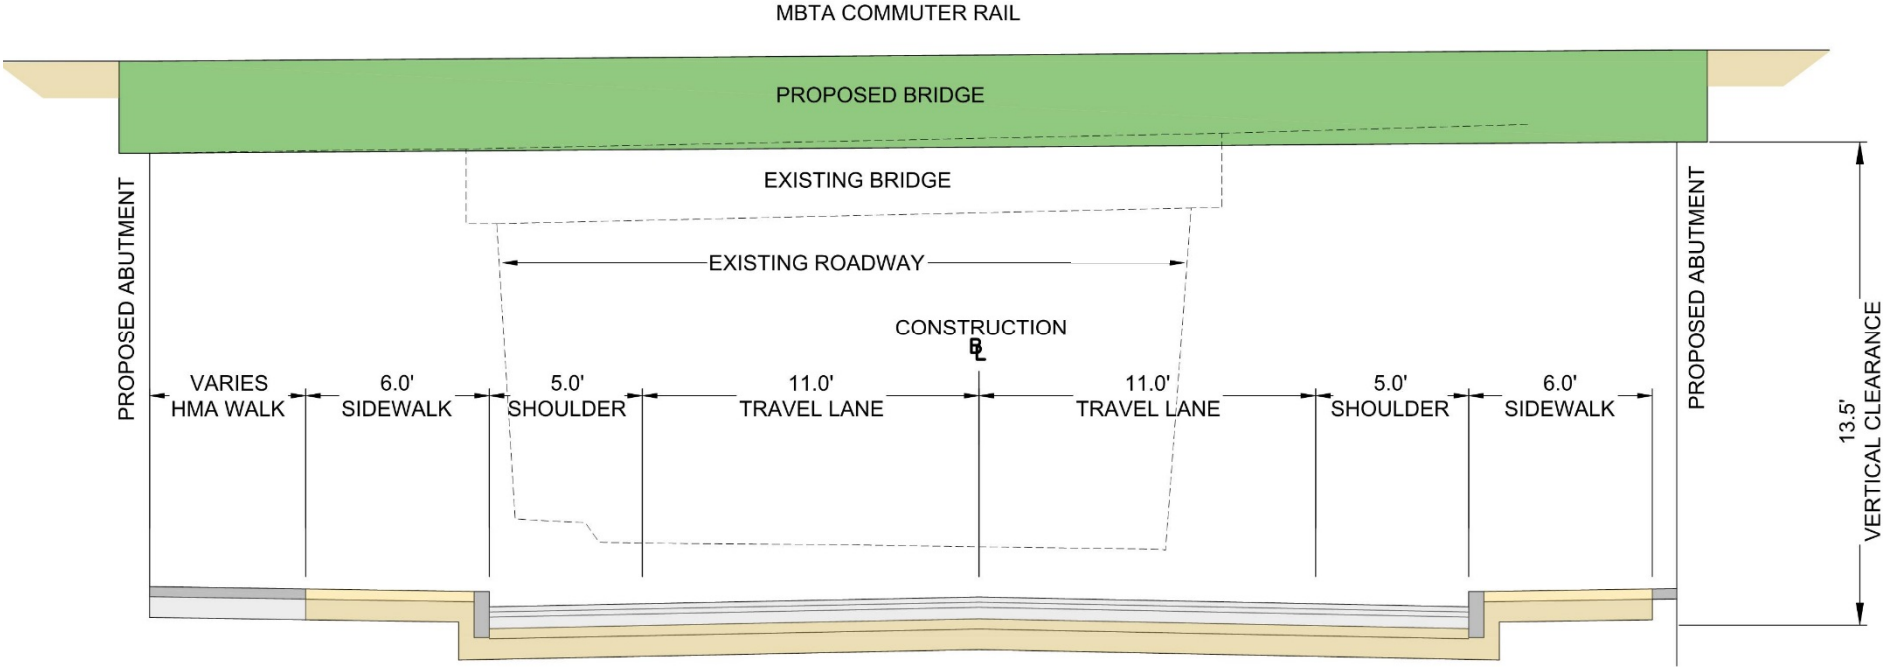 MBTA COMMUTER RAIL
PROPOSED BRIDGE
EXISTING BRIDGE
EXISTING ROADWAY
CONSTRUCTION
BL
PROPOSED ABUTMENT
VARIES
HMA WALK
6.0'
SIDEWALK
5.0'
SHOULDER
11.0'
TRAVEL LANE
11.0'
TRAVEL LANE
5.0'
SHOULDER
6.0'
SIDEWALK
PROPOSED ABUTMENT
13.5'
VERTICAL CLEARANCE